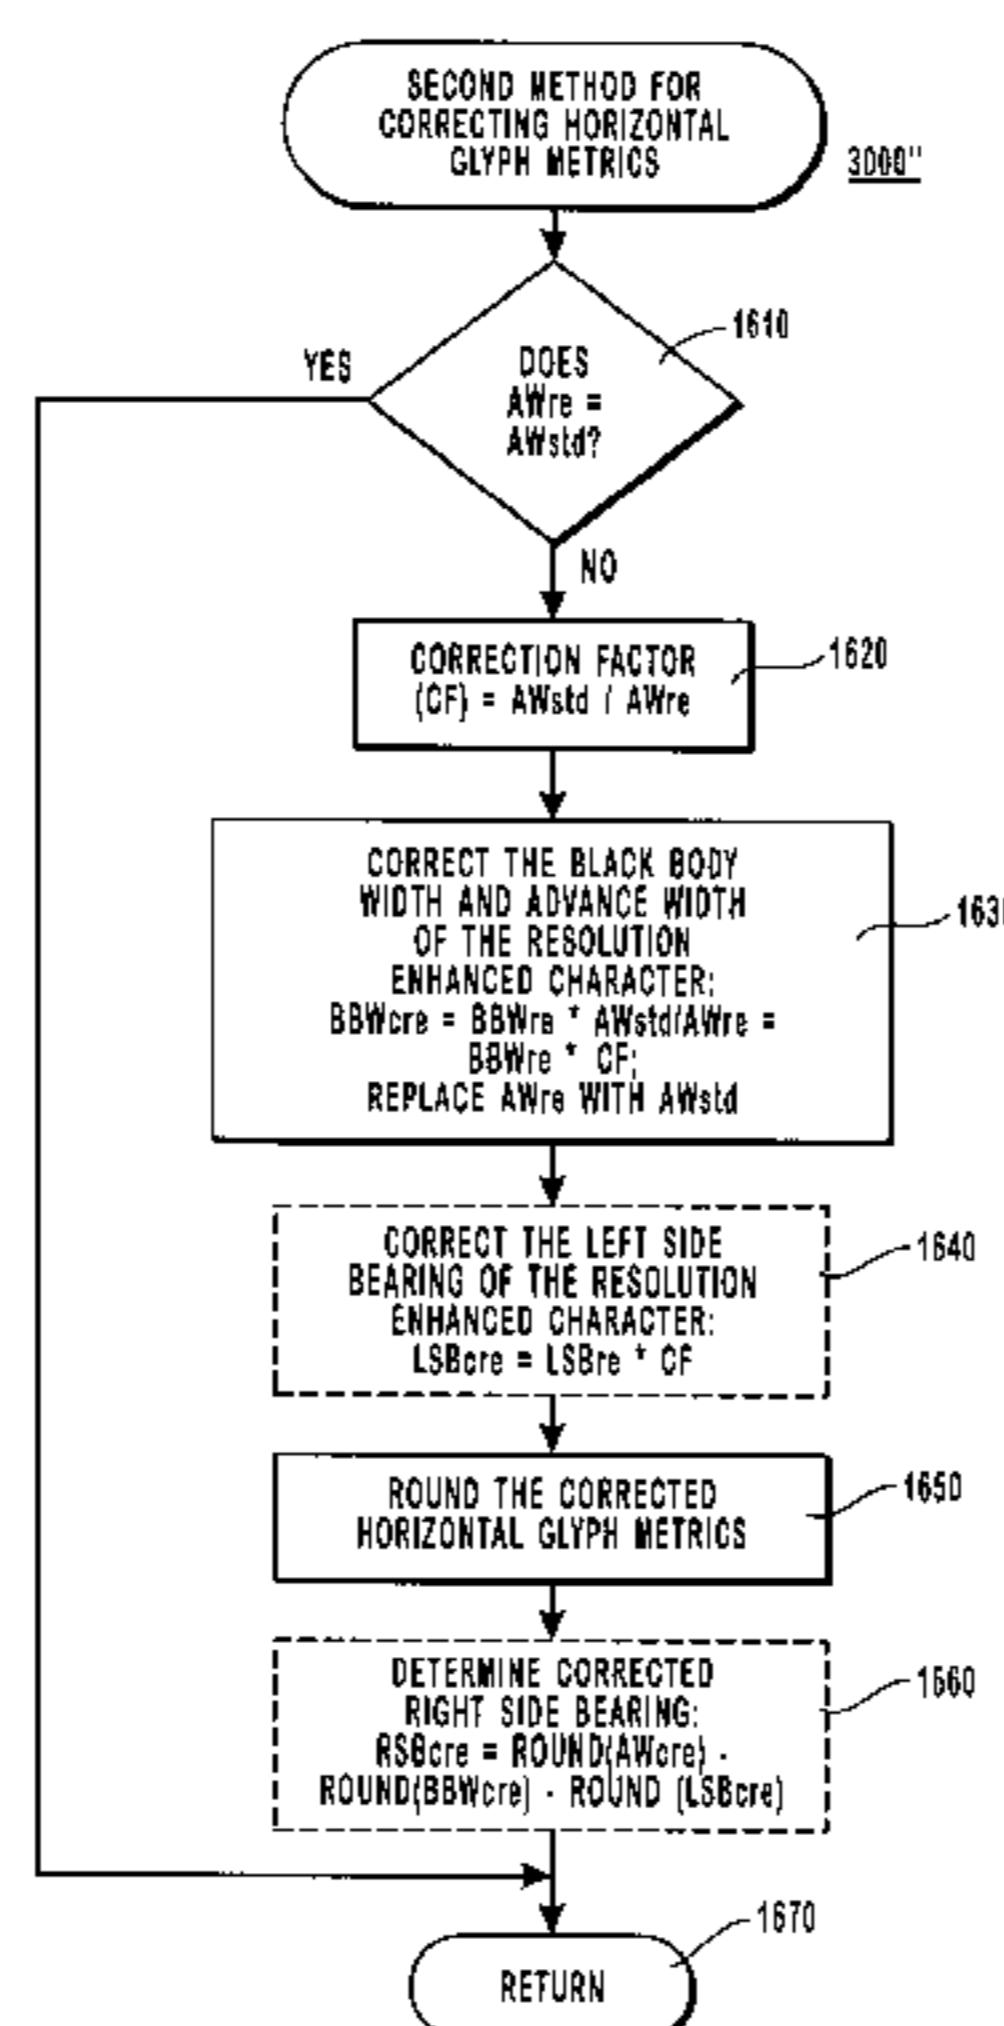 SECOND METHOD FOR
CORRECTING HORIZONTAL
GLYPH METRICS
3000"
1610
YES
DOES
AWre =
AWstd?
NO
CORRECTION FACTOR
(CF) = AWstd / AWre
1620
CORRECT THE BLACK BODY
WIDTH AND ADVANCE WIDTH
OF THE RESOLUTION
ENHANCED CHARACTER:
BBWcre = BBWre * AWstd/AWre =
BBWre * CF;
REPLACE AWre WITH AWstd
163
CORRECT THE LEFT SIDE
BEARING OF THE RESOLUTION
ENHANCED CHARACTER:
LSBcre = LSBre * CF
1640
ROUND THE CORRECTED
HORIZONTAL GLYPH METRICS
1650
DETERMINE CORRECTED
RIGHT SIDE BEARING:
RSBcre = ROUND(AWcre) -
ROUND(BBWcre) - ROUND (LSBcre)
1660
1670
RETURN